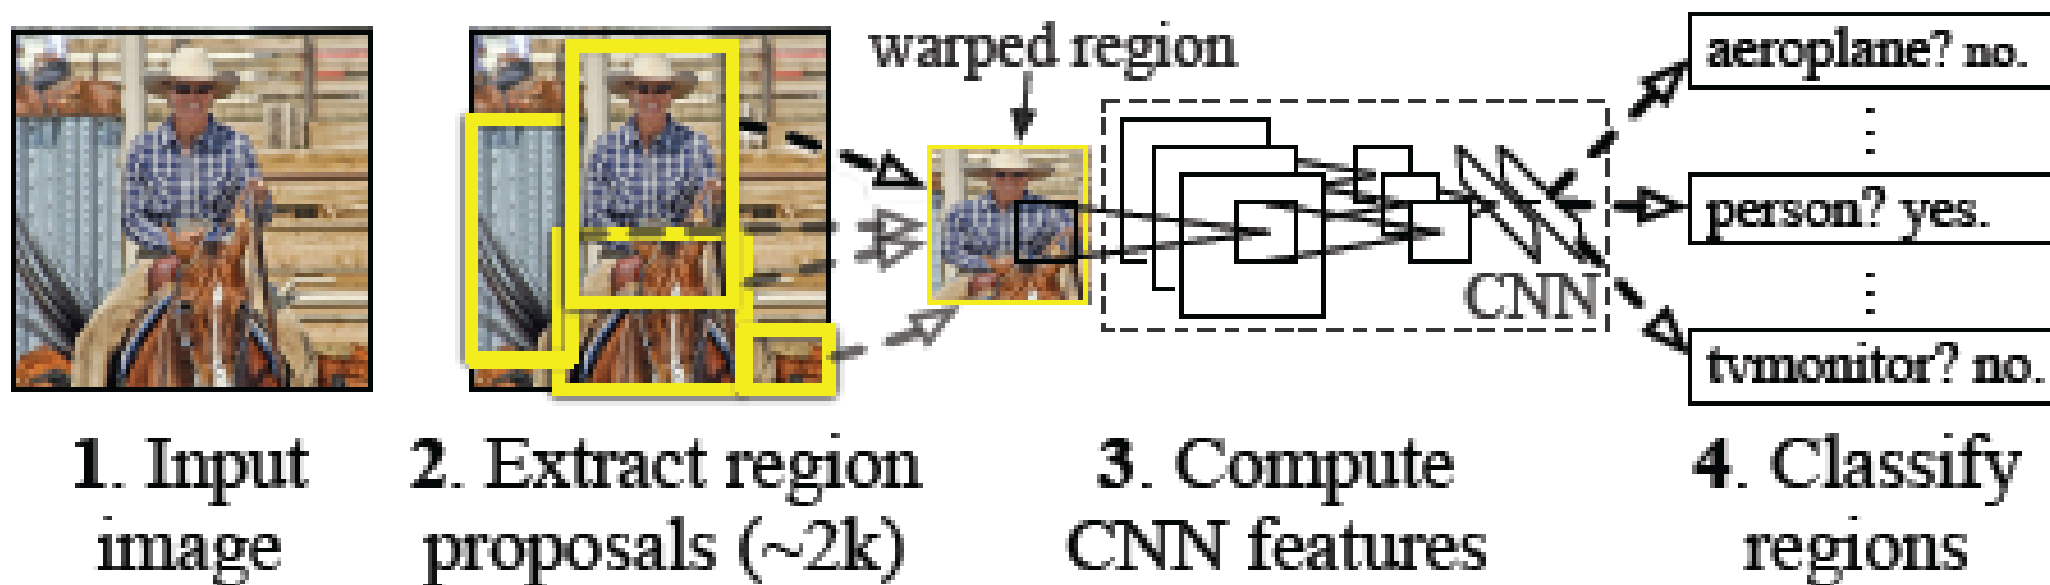 warped region
aeroplane? no.
person? yes.
CNN
tvmonitor? no.
1. Input
image
2. Extract region
proposals (~2k)
3. Compute
CNN features
4. Classify
regions